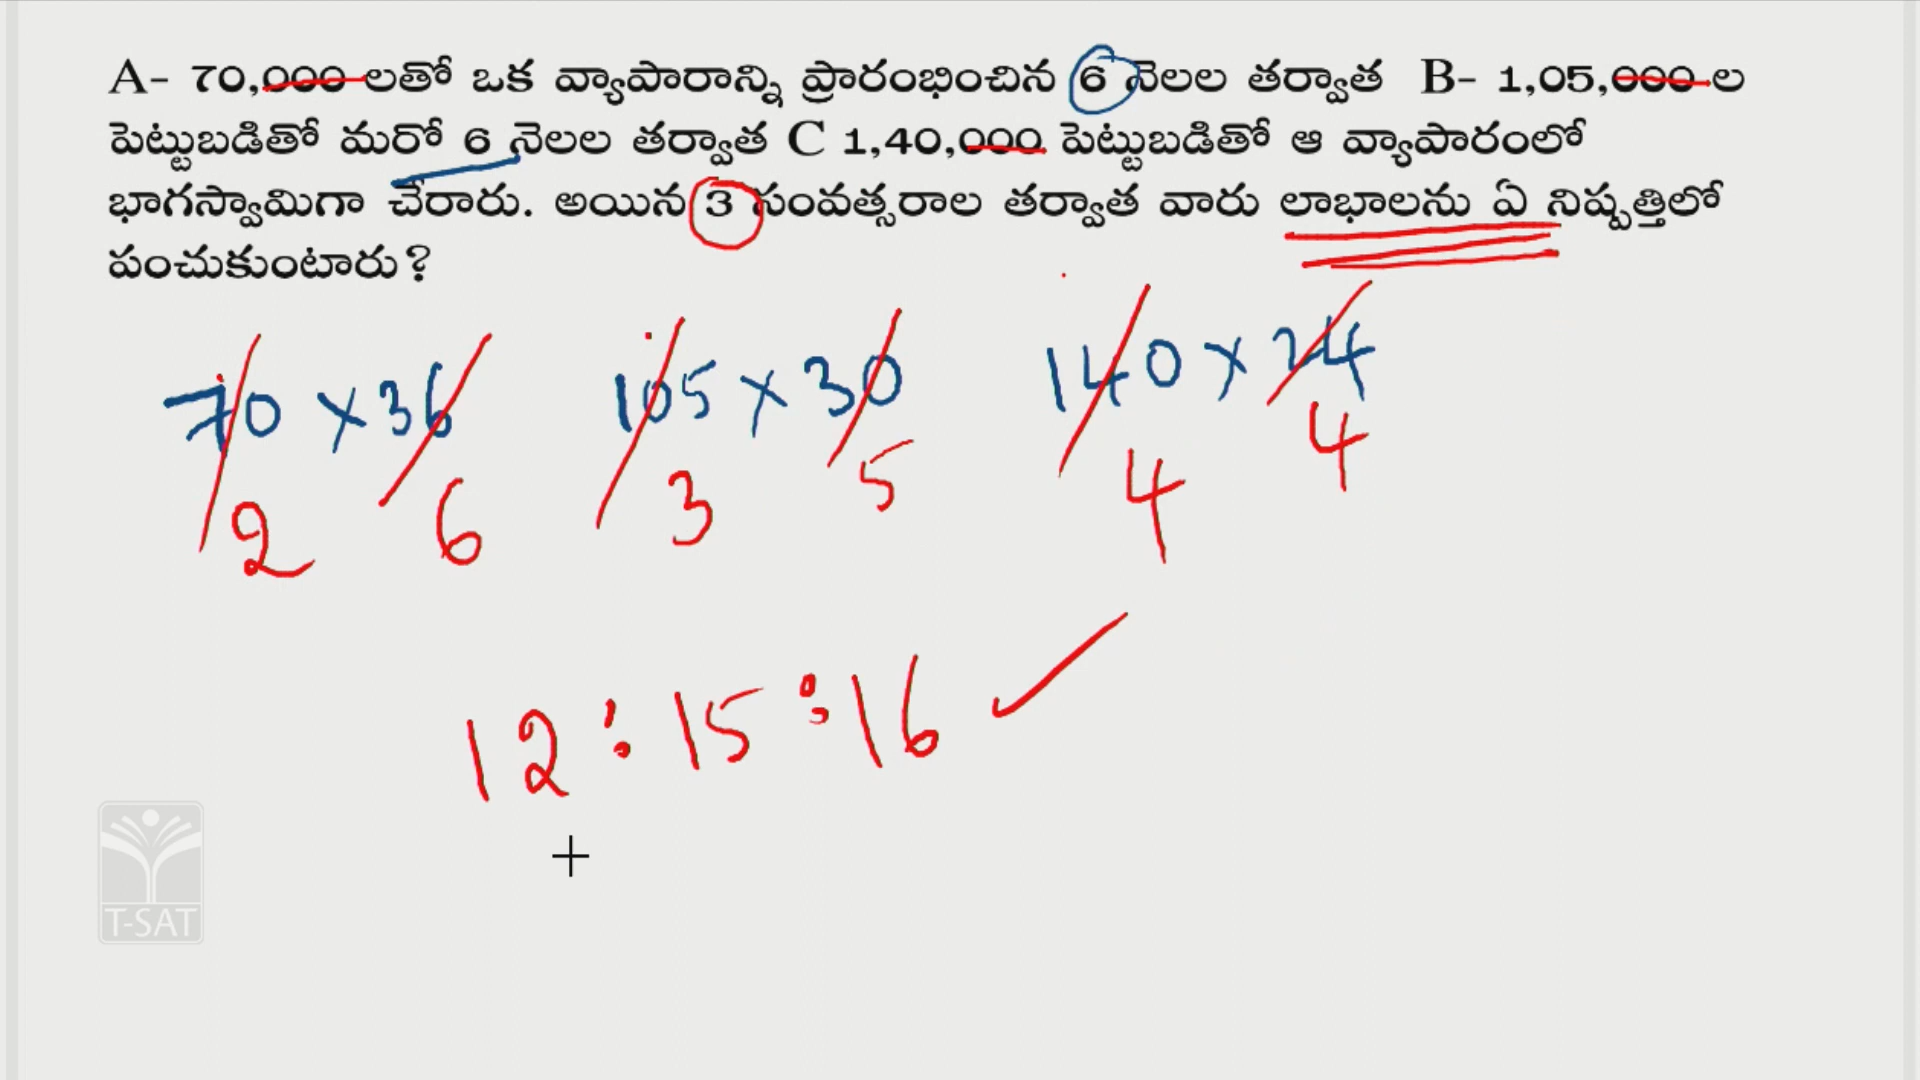 A- 70,000 లతో ఒక వ్యాపారాన్ని ప్రారంభించిన 6 నెలల తర్వాత B- 1,05,000 ల
పెట్టుబడితో మరో 6 నెలల తర్వాత C 1,40,000 పెట్టుబడితో ఆ వ్యాపారంలో
భాగస్వామిగా చేరారు. అయిన 3 సంవత్సరాల తర్వాత వారు లాభాలను ఏ నిష్పత్తిలో
పంచుకుంటారు?
70 × 36 105 × 30 140 × 24
2 6 3 5 4 4
12 : 15 : 16
T-SAT